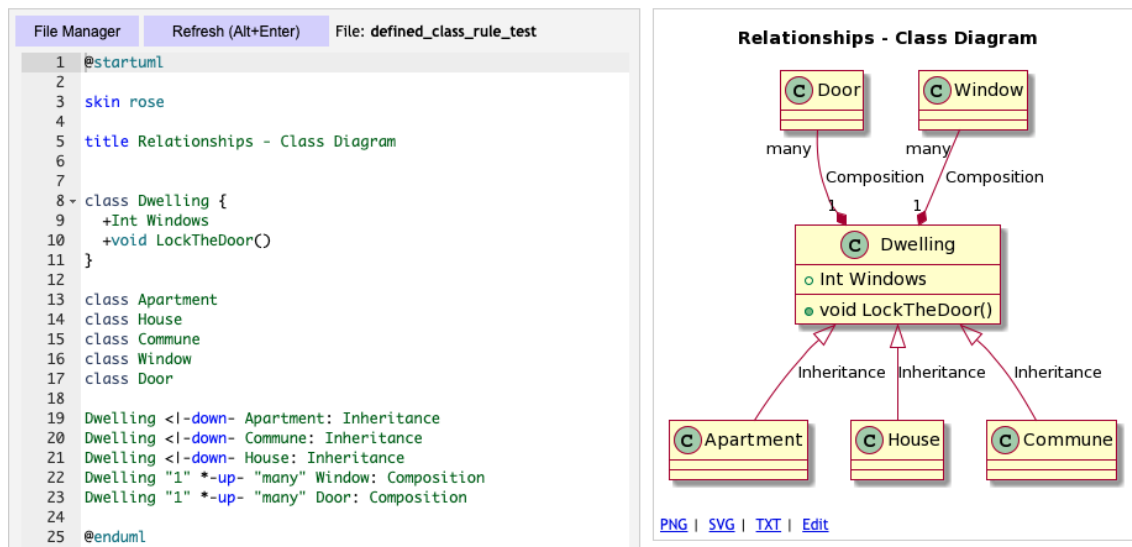 File Manager Refresh (Alt+Enter) File: defined_class_rule_test
1 @startuml
2
3 skin rose
4
5 title Relationships - Class Diagram
6
7
8 class Dwelling {
9 +Int Windows
10 +void LockTheDoor()
11 }
12
13 class Apartment
14 class House
15 class Commune
16 class Window
17 class Door
18
19 Dwelling <|-down- Apartment: Inheritance
20 Dwelling <|-down- Commune: Inheritance
21 Dwelling <|-down- House: Inheritance
22 Dwelling "1" *-up- "many" Window: Composition
23 Dwelling "1" *-up- "many" Door: Composition
24
25 @enduml
Relationships - Class Diagram
C Door C Window
many many
Composition Composition
1 1
C Dwelling
Int Windows
void LockTheDoor()
Inheritance Inheritance Inheritance
C Apartment C House C Commune
PNG | SVG | TXT | Edit